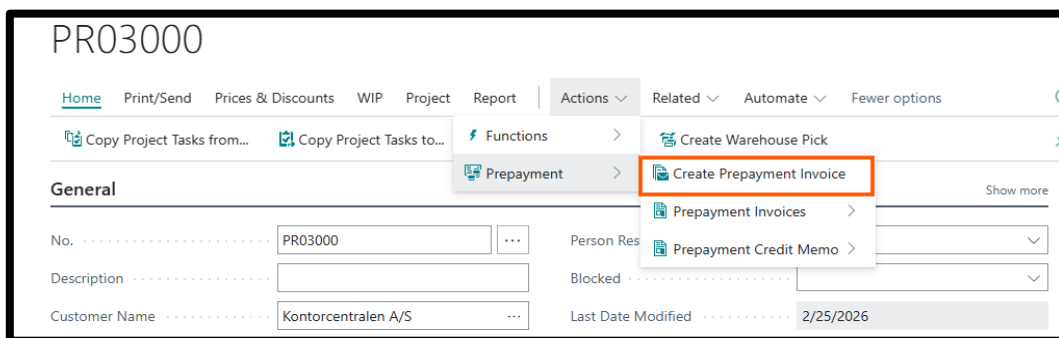 PR03000
Home Print/Send Prices & Discounts WIP Project Report Actions Related Automate Fewer options
Copy Project Tasks from... Copy Project Tasks to... Functions Create Warehouse Pick
Prepayment Create Prepayment Invoice
General Show more
Prepayment Invoices
No. PR03000 ... Person Res
Prepayment Credit Memo
Description Blocked
Customer Name Kontorcentralen A/S ... Last Date Modified 2/25/2026